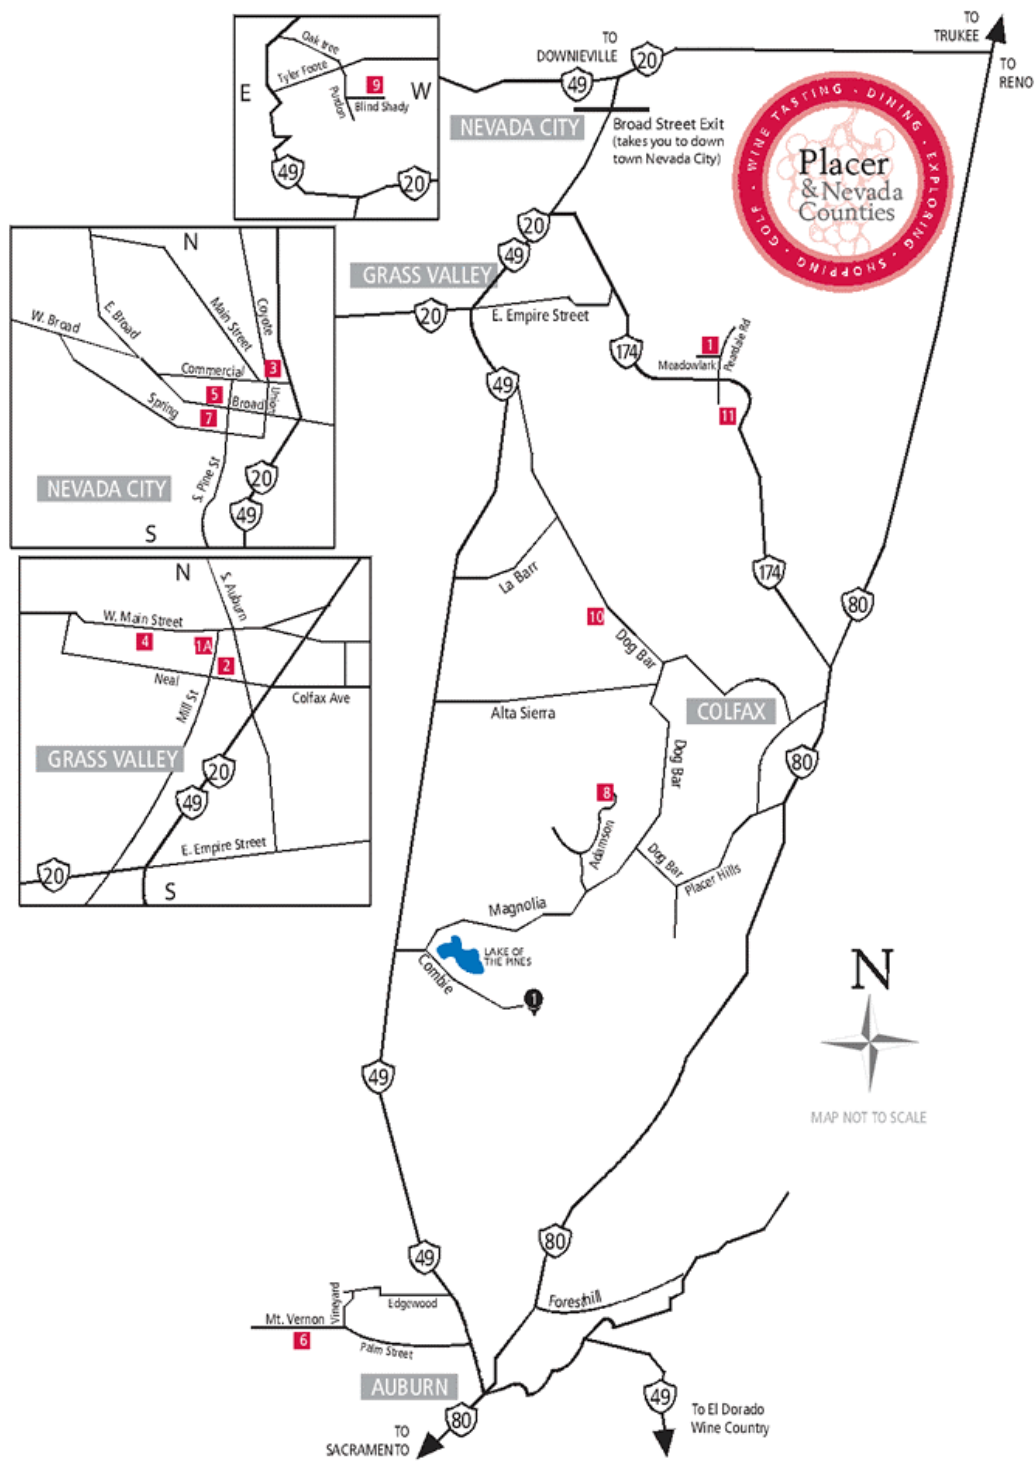 TO
TRUKEE
TO
RENO
TO
DOWNIEVILLE
20
49
NEVADA CITY
Broad Street Exit
(takes you to down
town Nevada City)
WINE TASTING · DINING · EXPLORING · SHOPPING · GOLF ·
Placer
& Nevada
Counties
Oak tree
Tyler Foote
Purdon
9
Blind Shady
E
W
49
20
N
W. Broad
E. Broad
Main Street
Coyote
Commercial
3
5
Broad
Union
7
Spring
S. Pine St
NEVADA CITY
20
49
S
20
49
GRASS VALLEY
20
E. Empire Street
174
1
Meadowlark
Peardale Rd
11
49
La Barr
174
80
10
Dog Bar
Alta Sierra
COLFAX
Dog Bar
80
8
Adamson
Dog Bar
Placer Hills
Magnolia
LAKE OF
THE PINES
Combie
1
N
S. Auburn
W. Main Street
4
1A
2
Neal
Mill St
Colfax Ave
GRASS VALLEY
20
49
E. Empire Street
20
S
N
MAP NOT TO SCALE
49
49
80
Foresthill
Vineyard
Edgewood
Mt. Vernon
6
Palm Street
AUBURN
80
TO
SACRAMENTO
49
To El Dorado
Wine Country